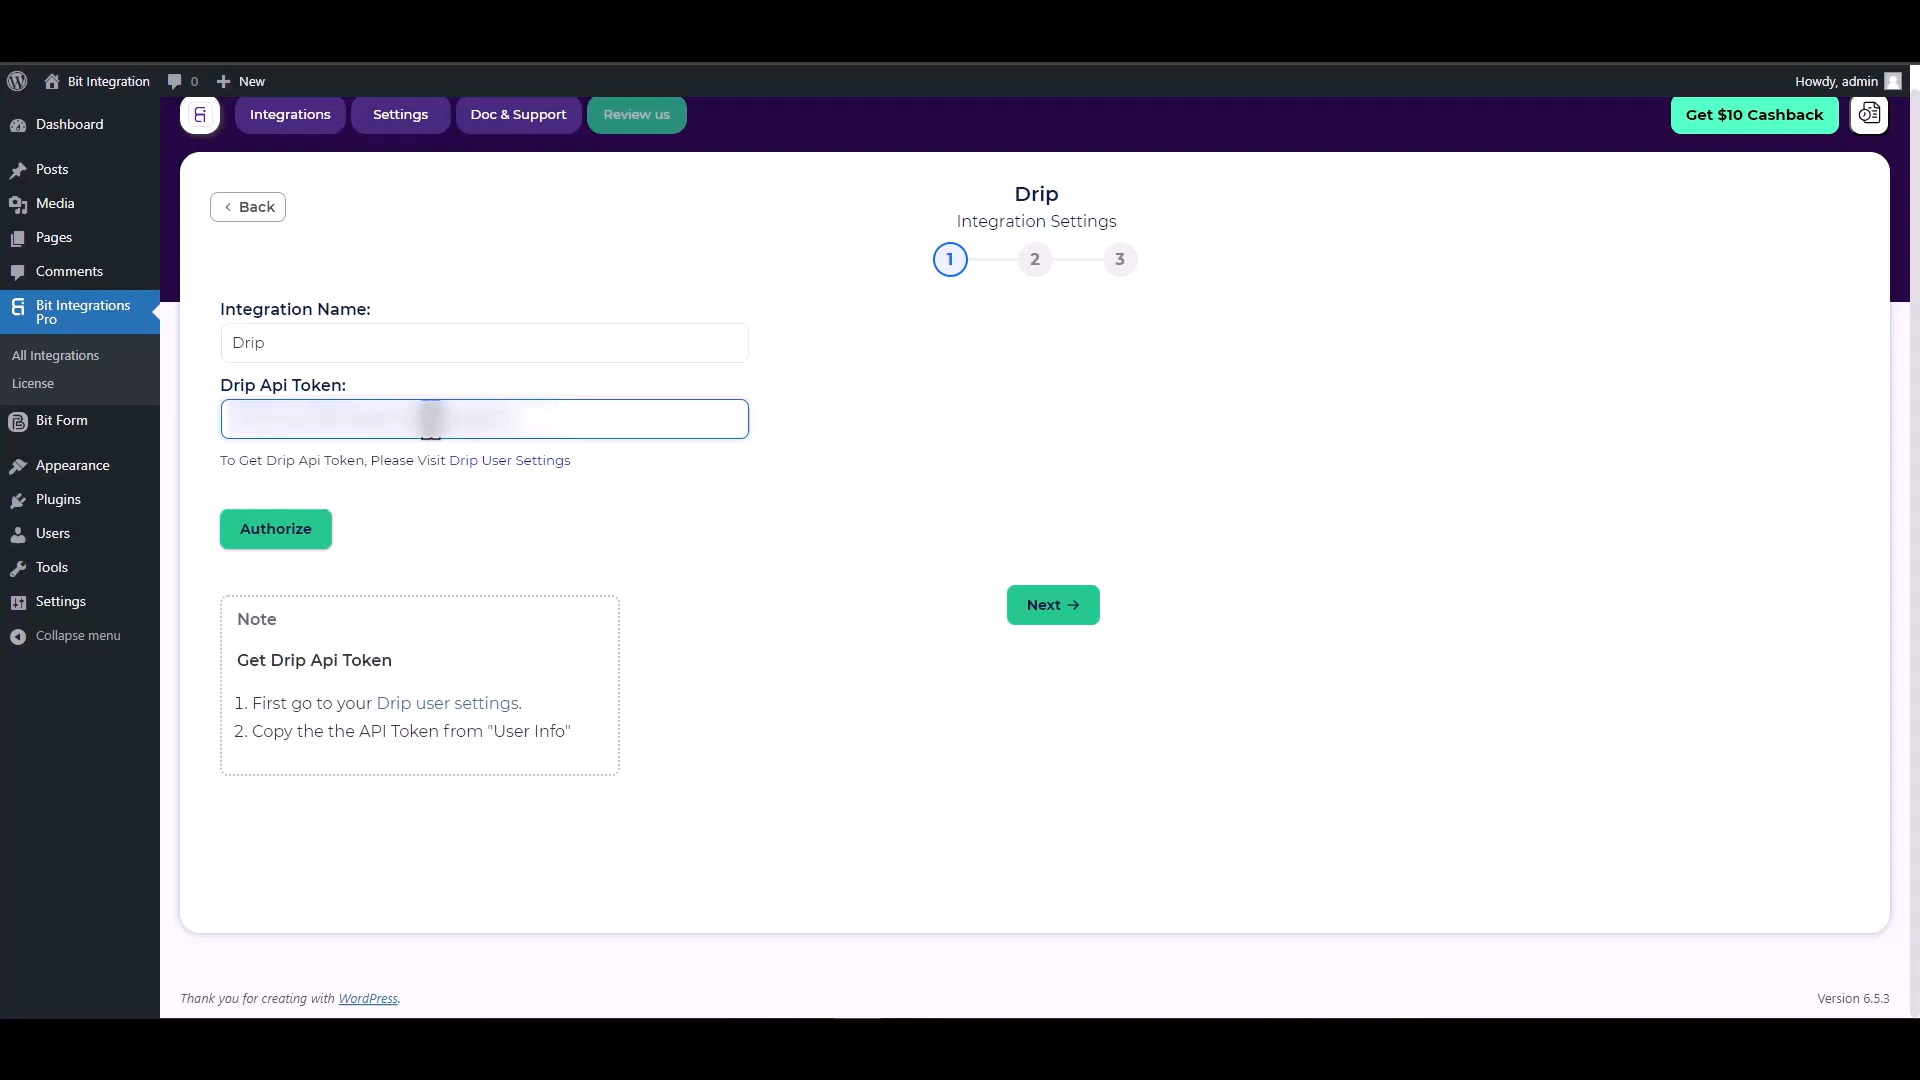 Bit Integration
0
New
Howdy, admin
Dashboard
Posts
Media
Pages
Comments
Bit Integrations
Pro
All Integrations
License
Bit Form
Appearance
Plugins
Users
Tools
Settings
Collapse menu
Integrations
Settings
Doc & Support
Review us
Get $10 Cashback
Back
Drip
Integration Settings
1
2
3
Integration Name:
Drip
Drip Api Token:
To Get Drip Api Token, Please Visit Drip User Settings
Authorize
Next →
Note
Get Drip Api Token
1. First go to your Drip user settings.
2. Copy the the API Token from "User Info"
Thank you for creating with WordPress.
Version 6.5.3